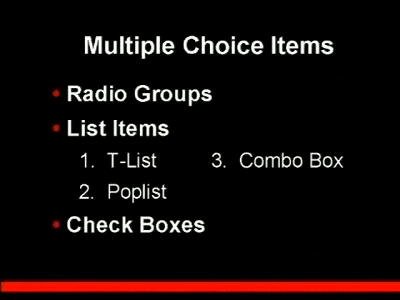 Multiple Choice Items
• Radio Groups
• List Items
1. T-List 3. Combo Box
2. Poplist
• Check Boxes